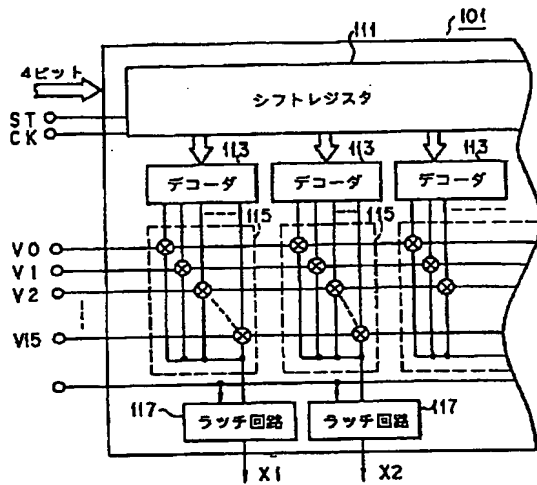 101
111
4ビット
シフトレジスタ
ST
CK
113 113 113
デコーダ デコーダ デコーダ
115 115
V0
V1
V2
V15
117 ラッチ回路 ラッチ回路 117
X1 X2